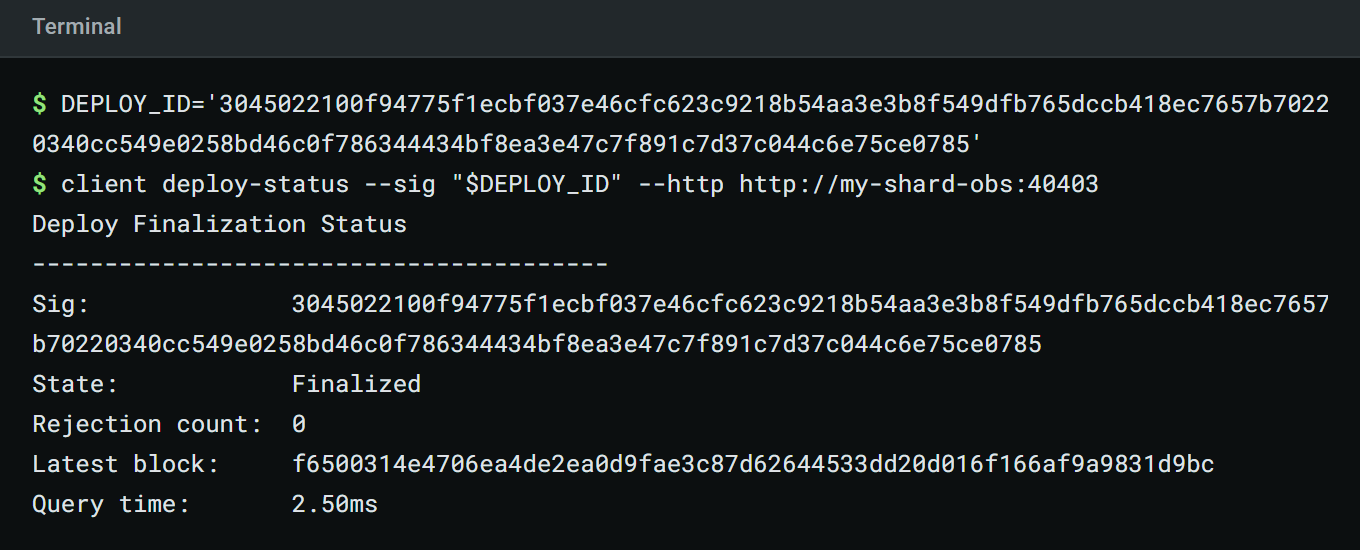 Terminal
$ DEPLOY_ID='3045022100f94775f1ecbf037e46cfc623c9218b54aa3e3b8f549dfb765dccb418ec7657b7022
0340cc549e0258bd46c0f786344434bf8ea3e47c7f891c7d37c044c6e75ce0785'
$ client deploy-status --sig "$DEPLOY_ID" --http http://my-shard-obs:40403
Deploy Finalization Status
----------------------------------------
Sig:              3045022100f94775f1ecbf037e46cfc623c9218b54aa3e3b8f549dfb765dccb418ec7657
b70220340cc549e0258bd46c0f786344434bf8ea3e47c7f891c7d37c044c6e75ce0785
State:            Finalized
Rejection count:  0
Latest block:     f6500314e4706ea4de2ea0d9fae3c87d62644533dd20d016f166af9a9831d9bc
Query time:       2.50ms